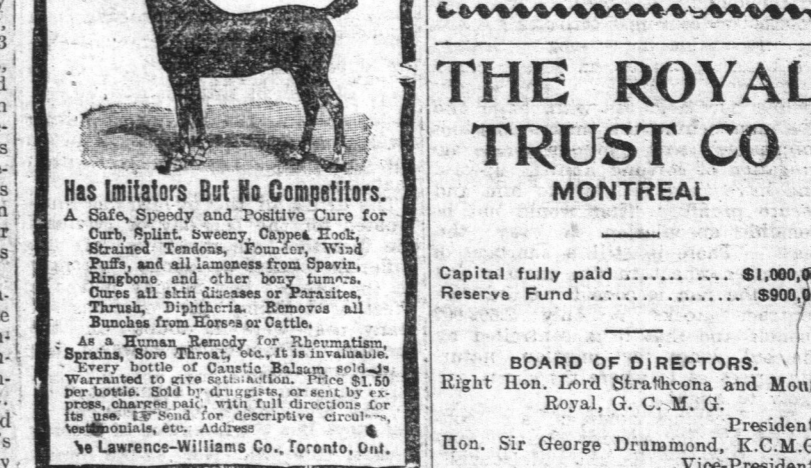 Has Imitators But No Competitors.
A Safe, Speedy and Positive Cure for
Curb, Splint, Sweeny, Capped Hock,
Strained Tendons, Founder, Wind
Puffs, and all lameness from Spavin,
Ringbone and other bony tumors.
Cures all skin diseases or Parasites,
Thrush, Diphtheria. Removes all
Bunches from Horses or Cattle.
As a Human Remedy for Rheumatism,
Sprains, Sore Throat, etc., it is invaluable.
Every bottle of Caustic Balsam sold is
Warranted to give satisfaction. Price $1.50
per bottle. Sold by druggists, or sent by ex-
press, charges paid, with full directions for
its use. Send for descriptive circulars,
testimonials, etc. Address
The Lawrence-Williams Co., Toronto, Ont.
THE ROYAL
TRUST CO
MONTREAL
Capital fully paid ............ $1,000,0
Reserve Fund ............ $900,0
BOARD OF DIRECTORS.
Right Hon. Lord Strathcona and Mou
Royal, G. C. M. G.
President
Hon. Sir George Drummond, K.C.M.G
Vice-Presiden